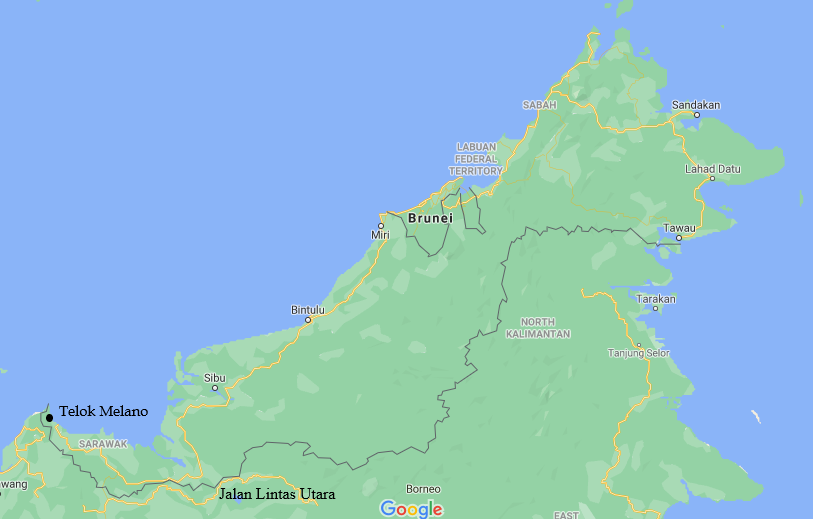 SABAH
Sandakan
LABUAN
FEDERAL
TERRITORY
Lahad Datu
Brunei
Miri
Tawau
Bintulu
Tarakan
NORTH
KALIMANTAN
Tanjung Selor
Sibu
Telok Melano
SARAWAK
wang
Jalan Lintas Utara
Borneo
Google
EAST